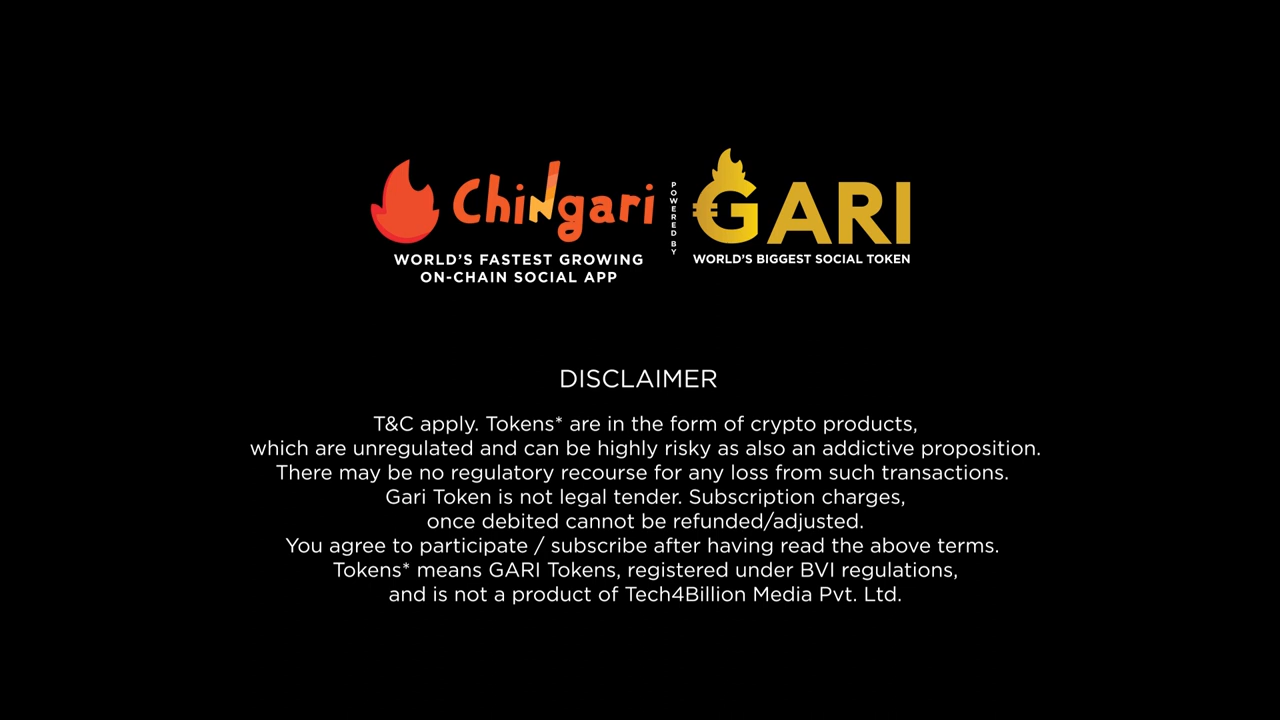 Chingari
WORLD'S FASTEST GROWING
ON-CHAIN SOCIAL APP
POWERED BY
GARI
WORLD'S BIGGEST SOCIAL TOKEN
DISCLAIMER
T&C apply. Tokens* are in the form of crypto products,
which are unregulated and can be highly risky as also an addictive proposition.
There may be no regulatory recourse for any loss from such transactions.
Gari Token is not legal tender. Subscription charges,
once debited cannot be refunded/adjusted.
You agree to participate / subscribe after having read the above terms.
Tokens* means GARI Tokens, registered under BVI regulations,
and is not a product of Tech4Billion Media Pvt. Ltd.